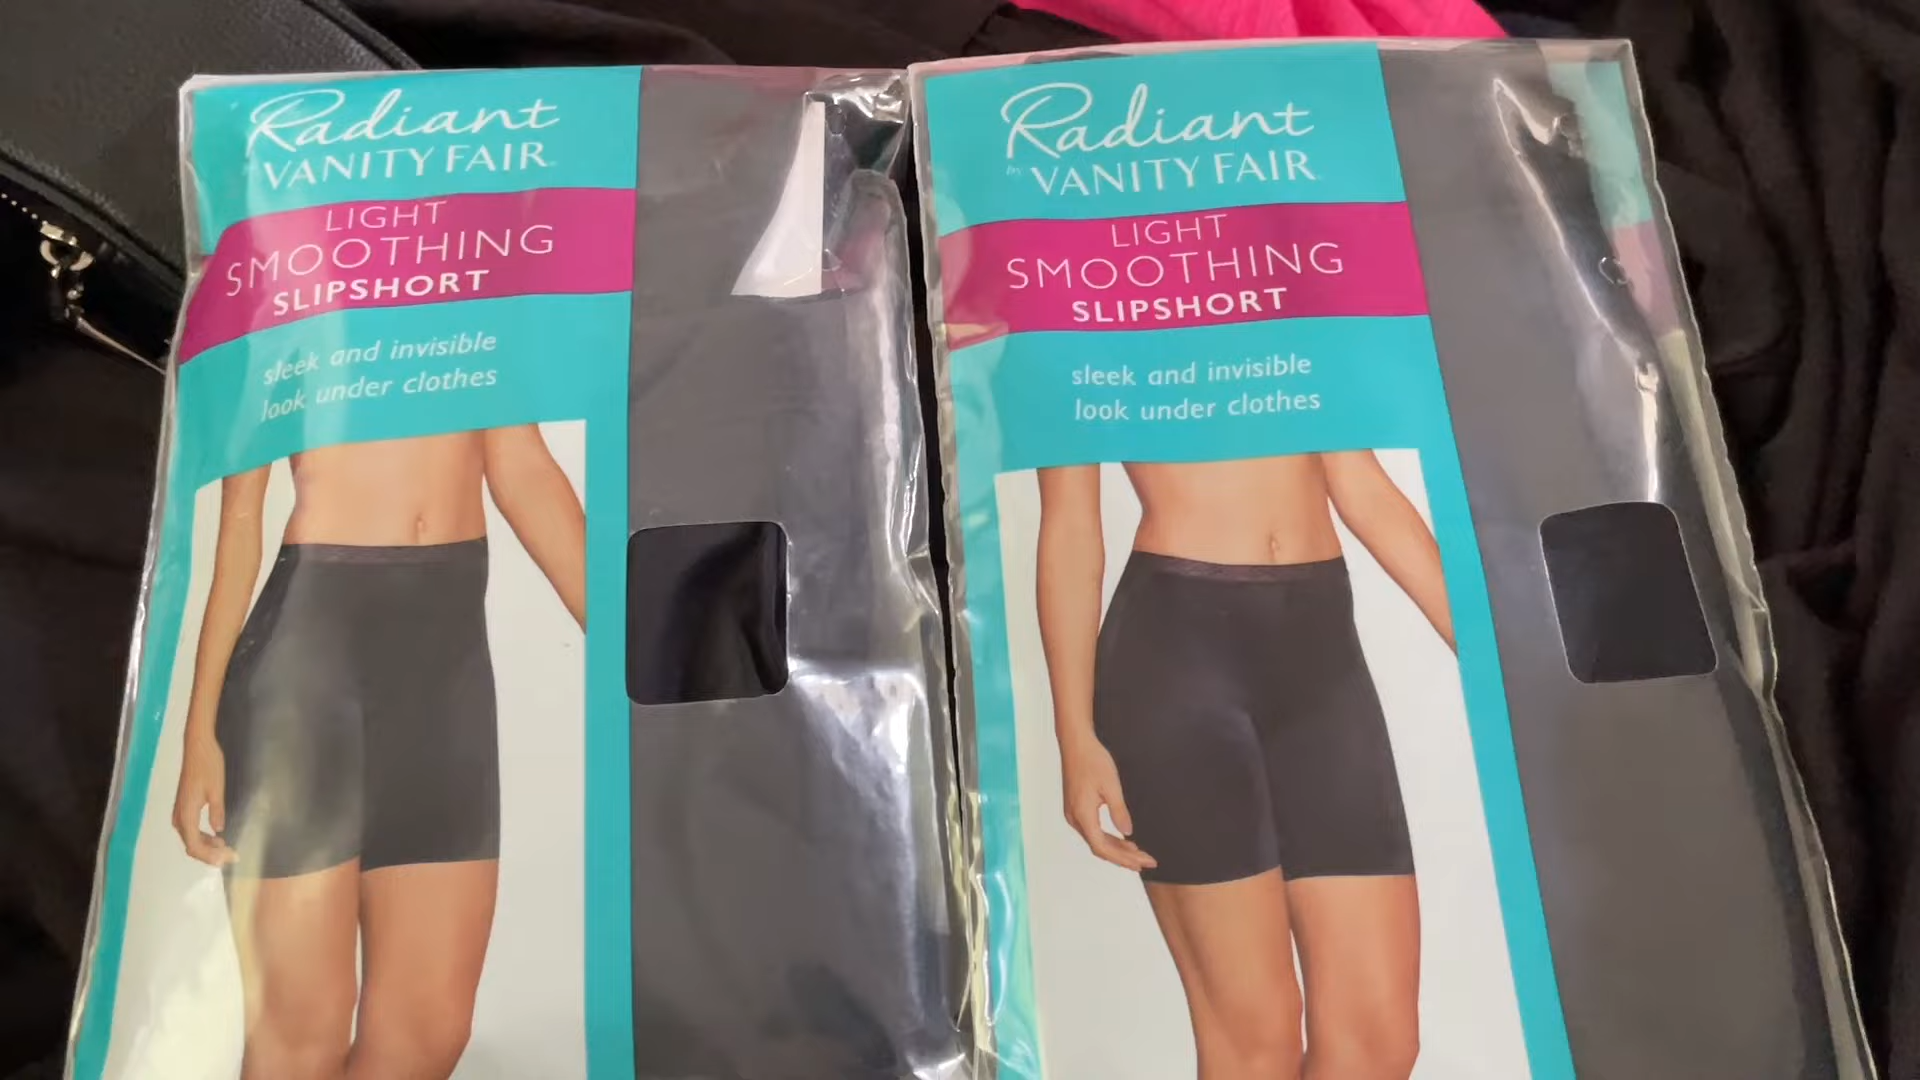 Radiant
VANITY FAIR
LIGHT
SMOOTHING
SLIPSHORT
sleek and invisible
look under clothes
Radiant
by VANITY FAIR
LIGHT
SMOOTHING
SLIPSHORT
sleek and invisible
look under clothes